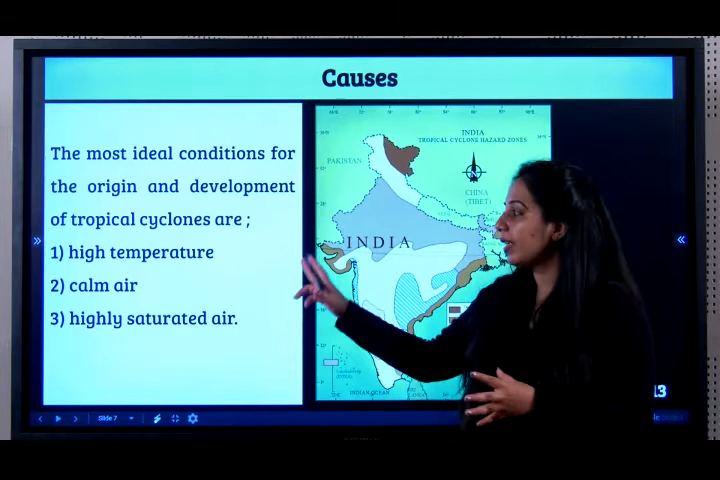 Causes
The most ideal conditions for
the origin and development
of tropical cyclones are ;
1) high temperature
2) calm air
3) highly saturated air.
INDIA
TROPICAL CYCLONE HAZARD ZONES
PAKISTAN
CHINA
(TIBET)
INDIA
INDIAN OCEAN
Slide 7
13